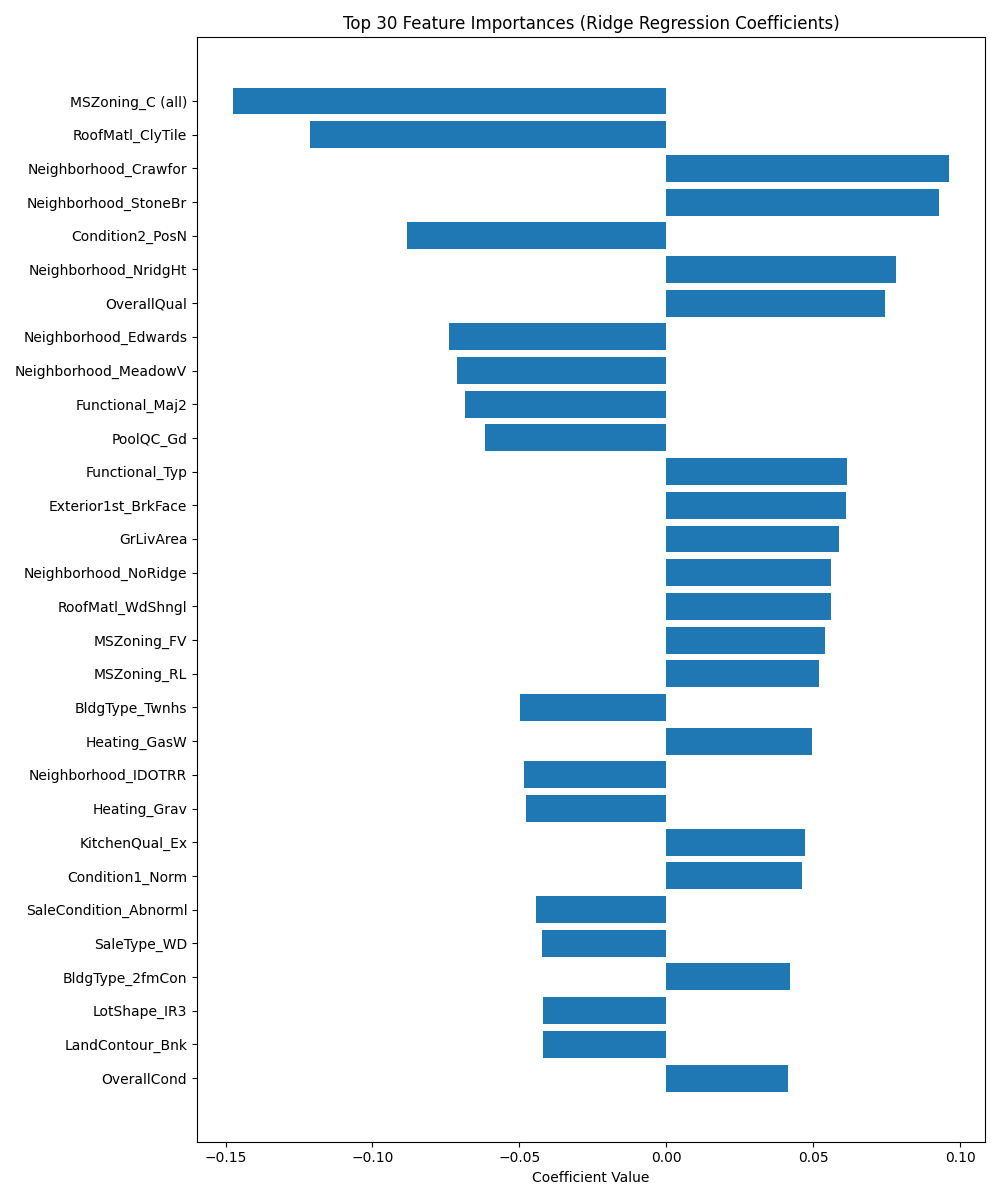 Top 30 Feature Importances (Ridge Regression Coefficients)
MSZoning_C (all)
RoofMatl_ClyTile
Neighborhood_Crawfor
Neighborhood_StoneBr
Condition2_PosN
Neighborhood_NridgHt
OverallQual
Neighborhood_Edwards
Neighborhood_MeadowV
Functional_Maj2
PoolQC_Gd
Functional_Typ
Exterior1st_BrkFace
GrLivArea
Neighborhood_NoRidge
RoofMatl_WdShngl
MSZoning_FV
MSZoning_RL
BldgType_Twnhs
Heating_GasW
Neighborhood_IDOTRR
Heating_Grav
KitchenQual_Ex
Condition1_Norm
SaleCondition_Abnorml
SaleType_WD
BldgType_2fmCon
LotShape_IR3
LandContour_Bnk
OverallCond
−0.15 −0.10 −0.05 0.00 0.05 0.10
Coefficient Value